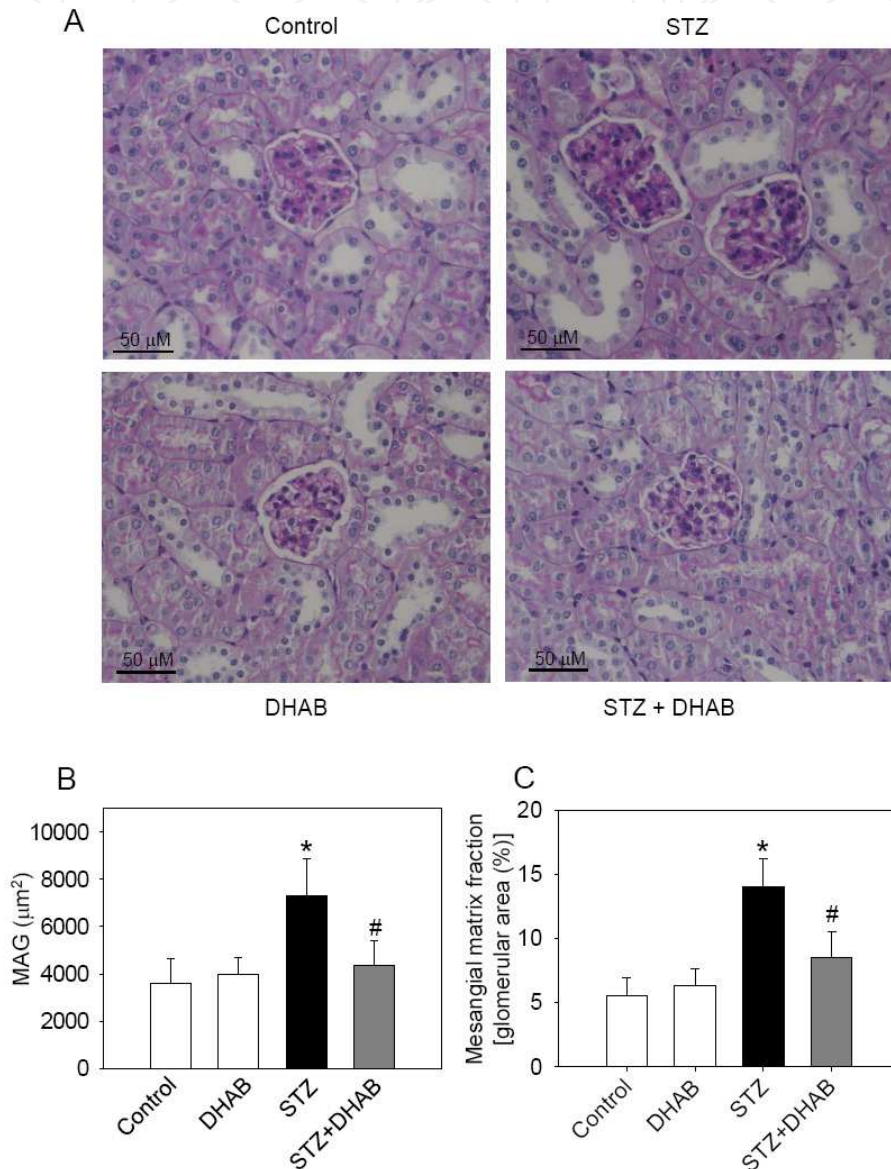 A
Control
STZ
50 μM
50 μM
50 μM
50 μM
DHAB
STZ + DHAB
B
MAG (μm²)
10000
8000
6000
4000
2000
0
*
#
Control
DHAB
STZ
STZ+DHAB
C
Mesangial matrix fraction
[glomerular area (%)]
20
15
10
5
0
*
#
Control
DHAB
STZ
STZ+DHAB